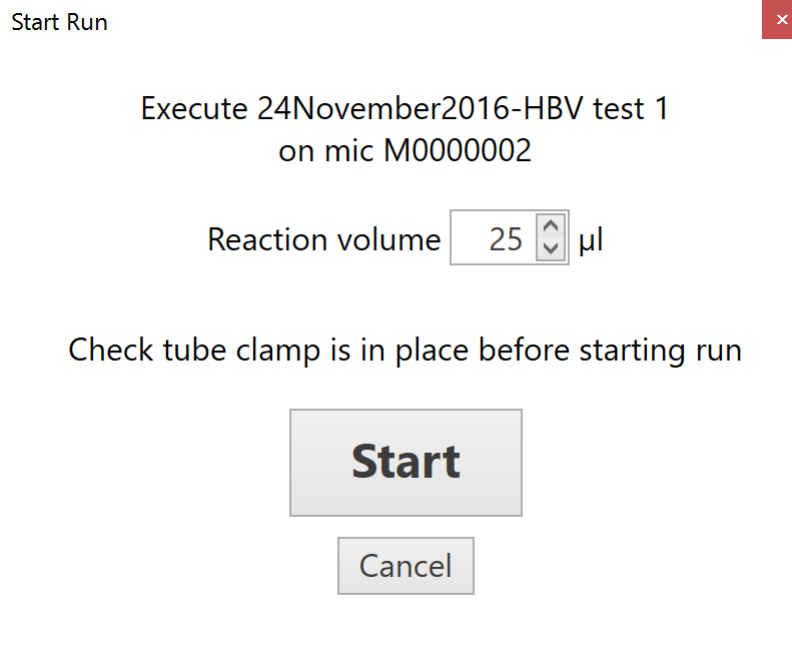 Start Run
Execute 24November2016-HBV test 1
on mic M0000002
Reaction volume 25 µl
Check tube clamp is in place before starting run
Start
Cancel